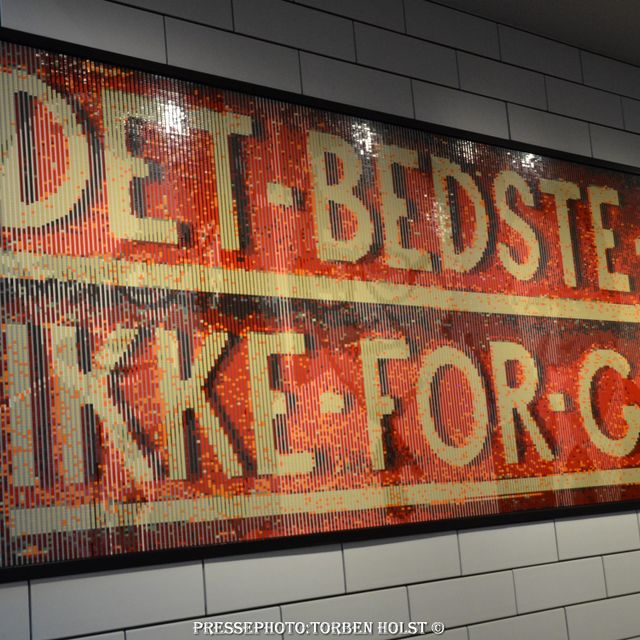 DET·BEDSTE·
IKKE·FOR·G
PRESSEPHOTO:TORBEN HOLST ©